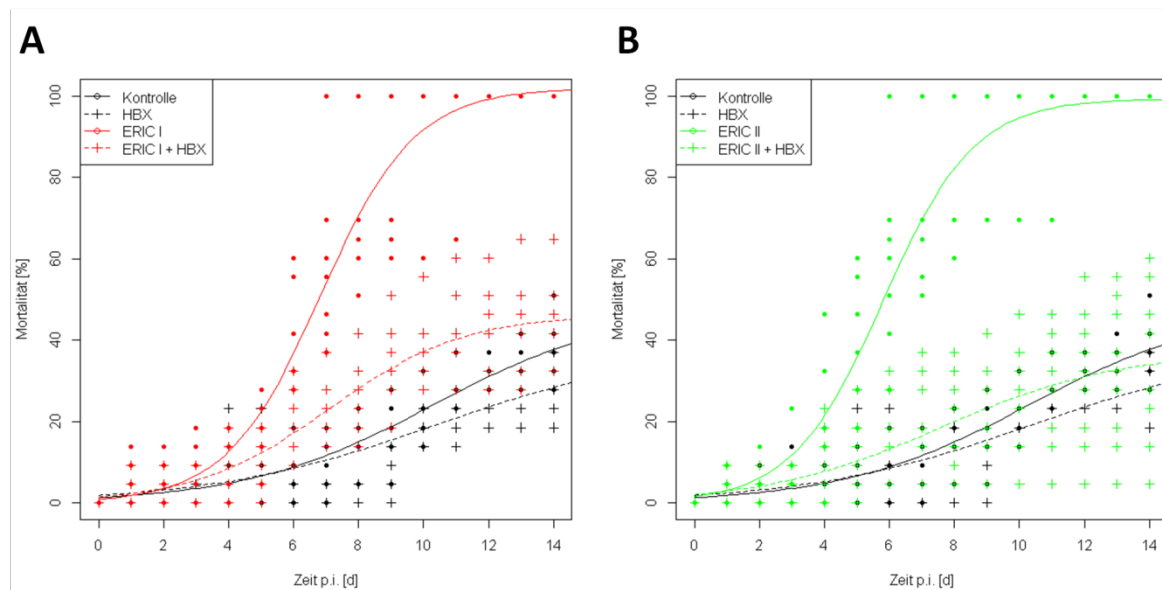 A
B
Kontrolle
HBX
ERIC I
ERIC I + HBX
Kontrolle
HBX
ERIC II
ERIC II + HBX
Mortalität [%]
100
80
60
40
20
0
0 2 4 6 8 10 12 14
Zeit p.i. [d]
Mortalität [%]
100
80
60
40
20
0
0 2 4 6 8 10 12 14
Zeit p.i. [d]